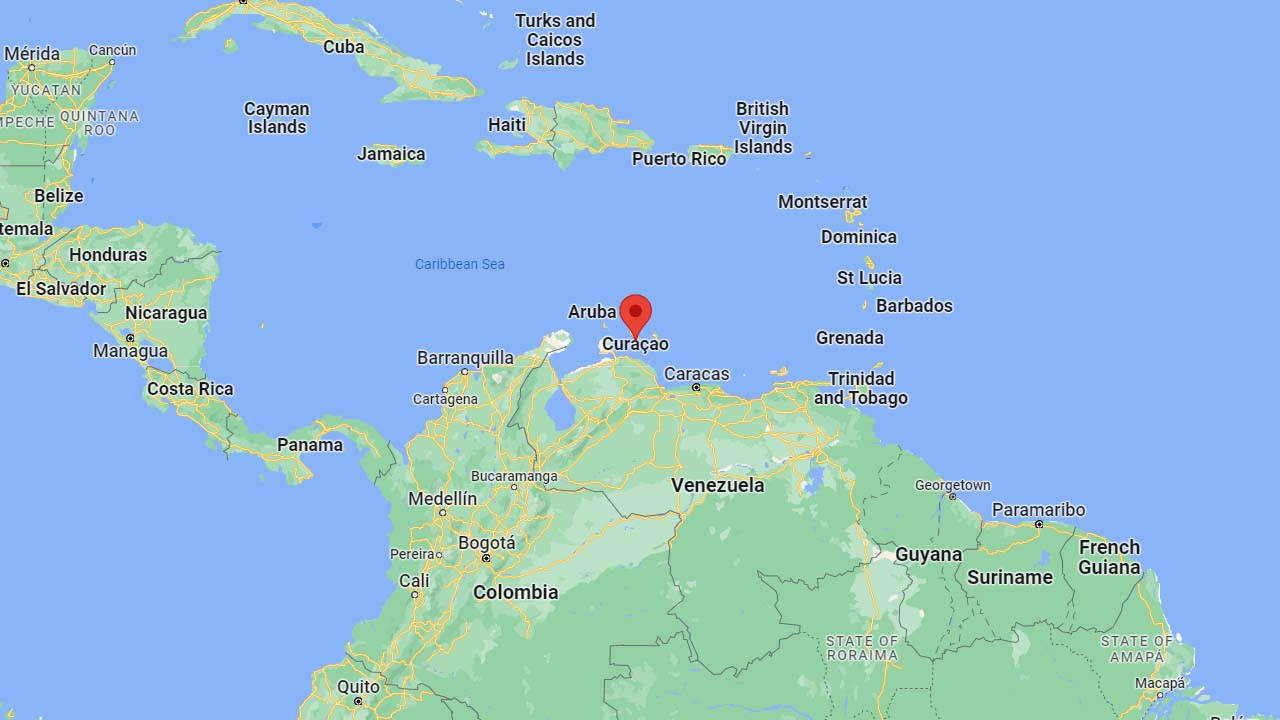 Turks and
Caicos
Islands
Cuba
Mérida
Cancún
YUCATAN
Cayman
Islands
British
Virgin
Islands
MPECHE
QUINTANA
ROO
Haiti
Jamaica
Puerto Rico
Belize
Montserrat
temala
Dominica
Honduras
Caribbean Sea
St Lucia
El Salvador
Barbados
Nicaragua
Aruba
Grenada
Curaçao
Managua
Barranquilla
Caracas
Trinidad
and Tobago
Costa Rica
Cartagena
Panama
Bucaramanga
Venezuela
Georgetown
Medellín
Paramaribo
Bogotá
Pereira
Guyana
French
Guiana
Cali
Suriname
Colombia
STATE OF
RORAIMA
STATE OF
AMAPÁ
Quito
Macapá